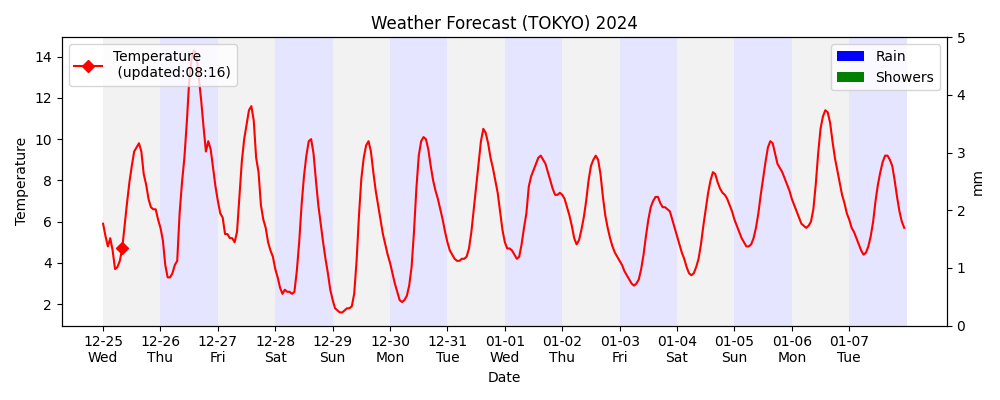 Weather Forecast (TOKYO) 2024
Temperature
(updated:08:16)
Rain
Showers
Temperature
14
12
10
8
6
4
2
5
4
3
2
1
0
mm
12-25 12-26 12-27 12-28 12-29 12-30 12-31 01-01 01-02 01-03 01-04 01-05 01-06 01-07
Wed Thu Fri Sat Sun Mon Tue Wed Thu Fri Sat Sun Mon Tue
Date